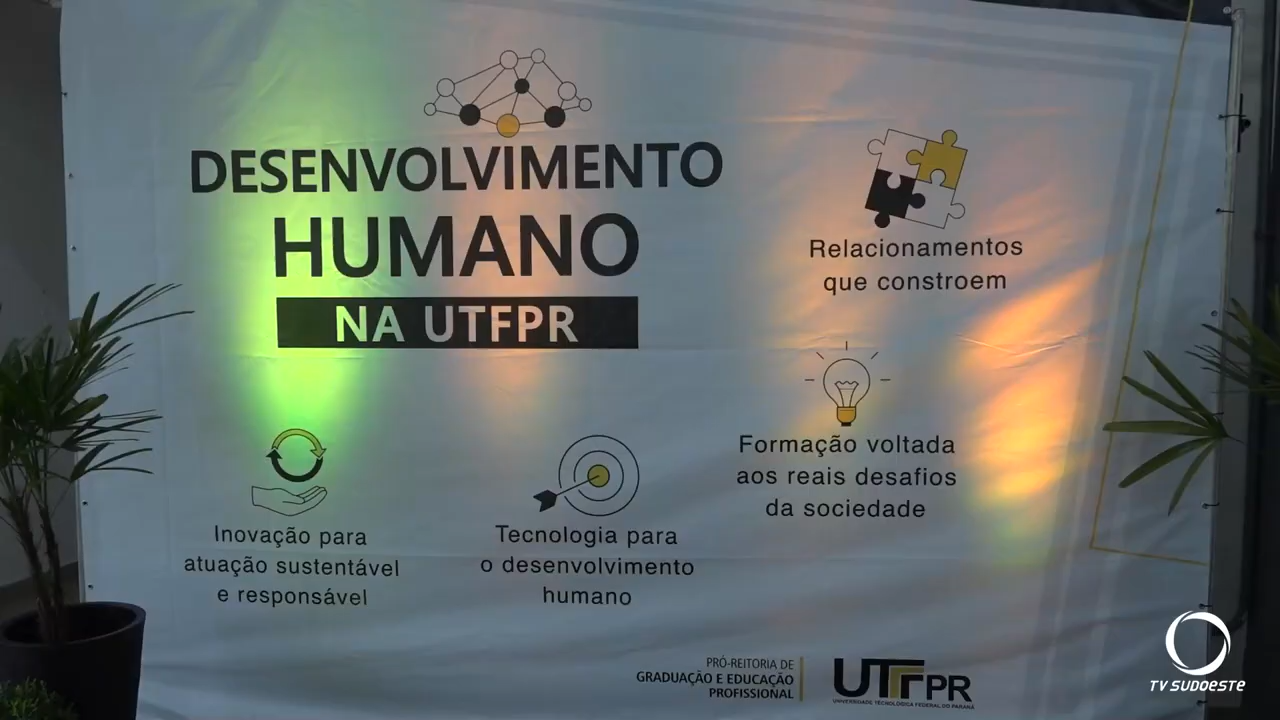 DESENVOLVIMENTO
HUMANO
NA UTFPR
Relacionamentos
que constroem
Formação voltada
aos reais desafios
da sociedade
Inovação para
atuação sustentável
e responsável
Tecnologia para
o desenvolvimento
humano
PRÓ-REITORIA DE
GRADUAÇÃO E EDUCAÇÃO
PROFISSIONAL
UTFPR
UNIVERSIDADE TECNOLÓGICA FEDERAL DO PARANÁ
TV SUDOESTE